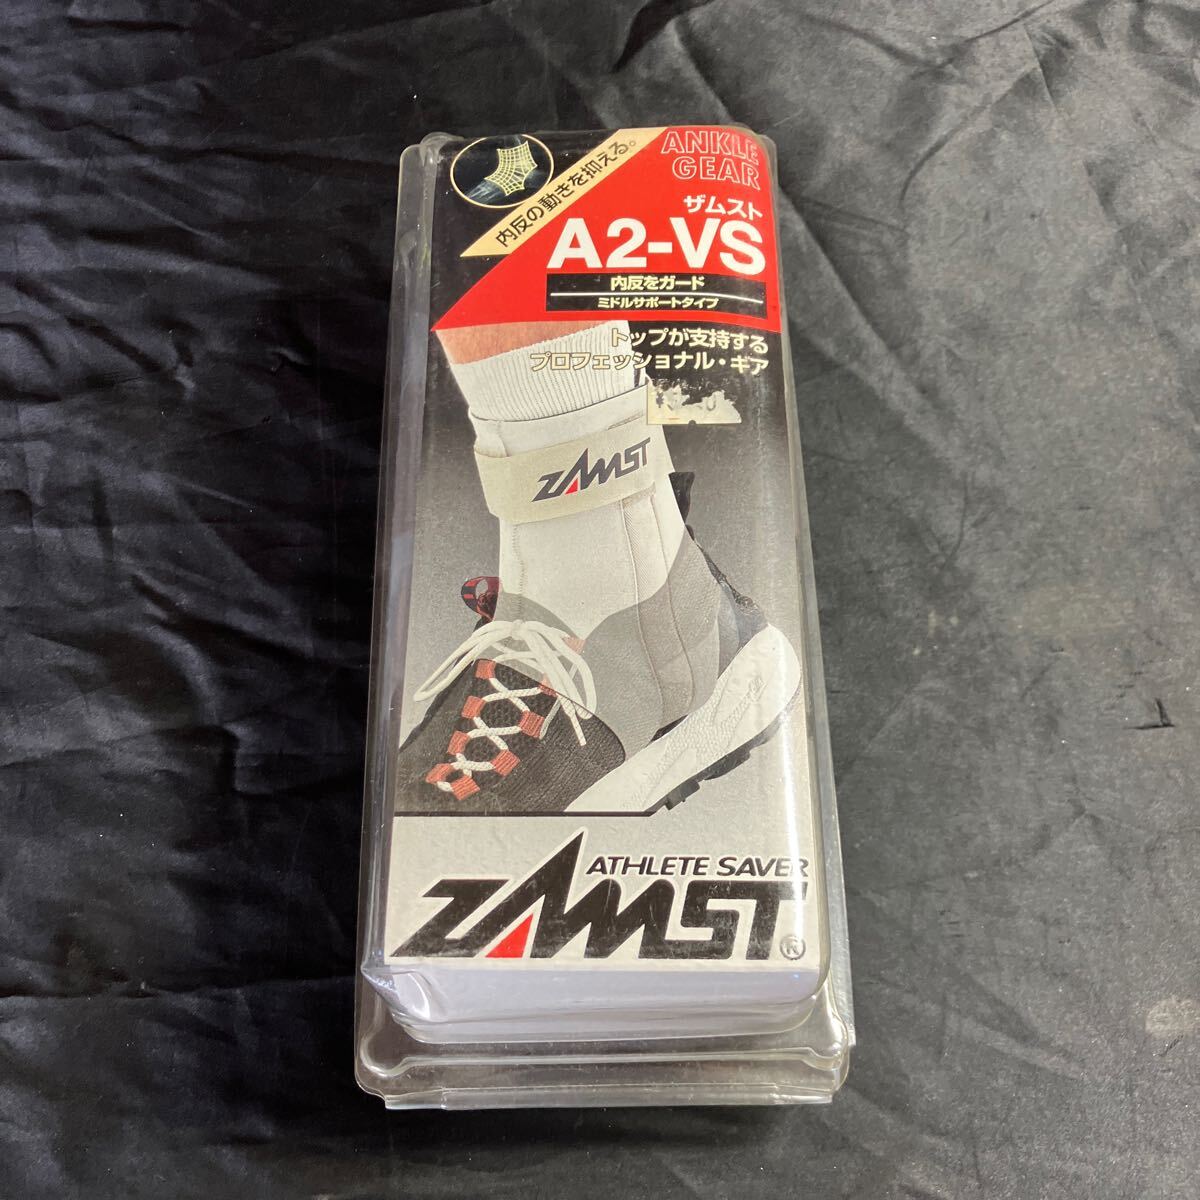 内反の動きを抑える。
ANKLE
GEAR
ザムスト
A2-VS
内反をガード
ミドルサポートタイプ
トップが支持する
プロフェッショナル・ギア
ZAMST
ATHLETE SAVER
ZAMST®